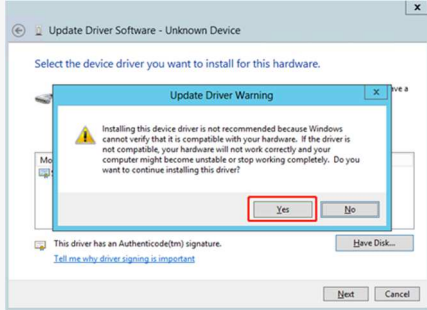 Update Driver Software - Unknown Device
Select the device driver you want to install for this hardware.
Update Driver Warning
Installing this device driver is not recommended because Windows
cannot verify that it is compatible with your hardware. If the driver is
not compatible, your hardware will not work correctly and your
computer might become unstable or stop working completely. Do you
want to continue installing this driver?
Yes
No
This driver has an Authenticode(tm) signature.
Have Disk...
Tell me why driver signing is important
Next
Cancel